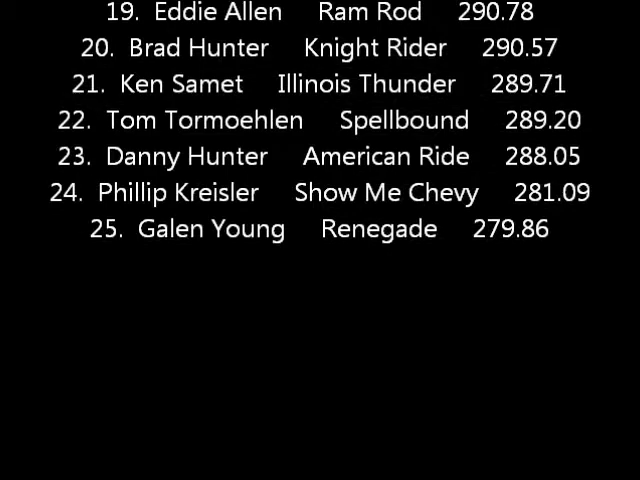 19. Eddie Allen Ram Rod 290.78
20. Brad Hunter Knight Rider 290.57
21. Ken Samet Illinois Thunder 289.71
22. Tom Tormoehlen Spellbound 289.20
23. Danny Hunter American Ride 288.05
24. Phillip Kreisler Show Me Chevy 281.09
25. Galen Young Renegade 279.86